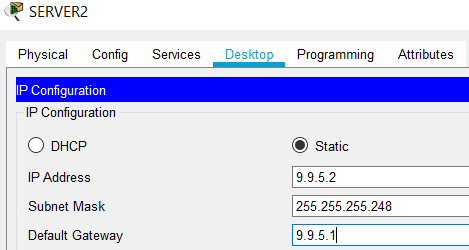 SERVER2
Physical Config Services Desktop Programming Attributes
IP Configuration
IP Configuration
DHCP Static
IP Address 9.9.5.2
Subnet Mask 255.255.255.248
Default Gateway 9.9.5.1